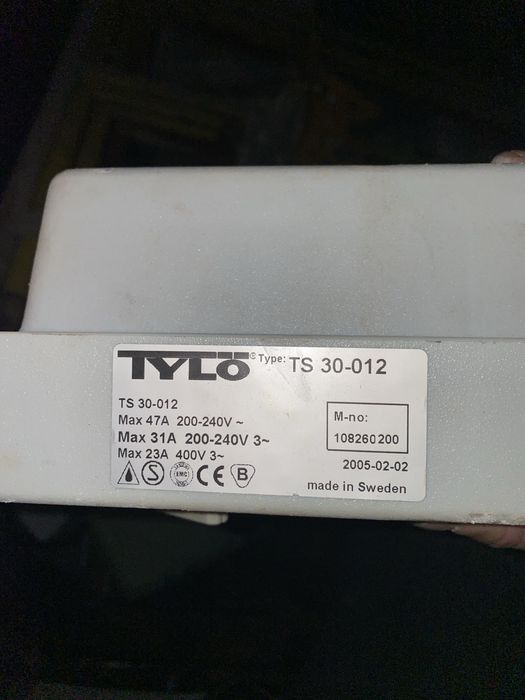 TYLÖ® Type: TS 30-012
TS 30-012
Max 47A 200-240V ~
Max 31A 200-240V 3~
Max 23A 400V 3~
M-no:
108260200
2005-02-02
S EMC CE B
made in Sweden